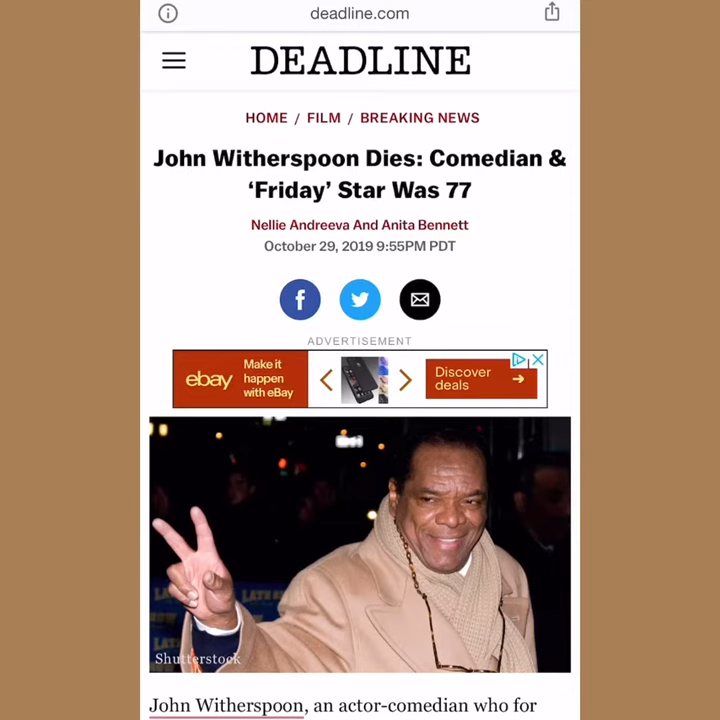 deadline.com
DEADLINE
HOME / FILM / BREAKING NEWS
John Witherspoon Dies: Comedian &
‘Friday’ Star Was 77
Nellie Andreeva And Anita Bennett
October 29, 2019 9:55PM PDT
ADVERTISEMENT
ebay
Make it
happen
with eBay
Discover
deals
Shutterstock
John Witherspoon, an actor-comedian who for